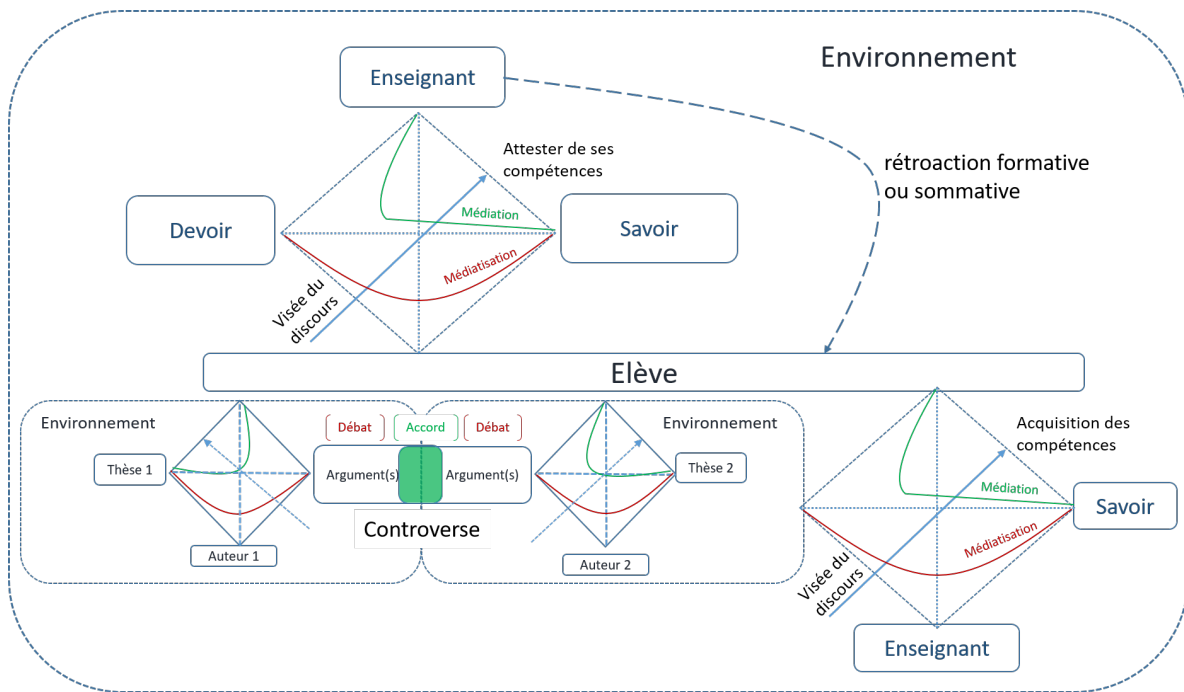 Environnement
Enseignant
Attester de ses
compétences
rétroaction formative
ou sommative
Médiation
Devoir
Savoir
Médiatisation
Visée du
discours
Elève
Environnement
Débat
Accord
Débat
Environnement
Acquisition des
compétences
Thèse 1
Argument(s)
Argument(s)
Thèse 2
Médiation
Savoir
Controverse
Médiatisation
Auteur 1
Auteur 2
Visée du
discours
Enseignant